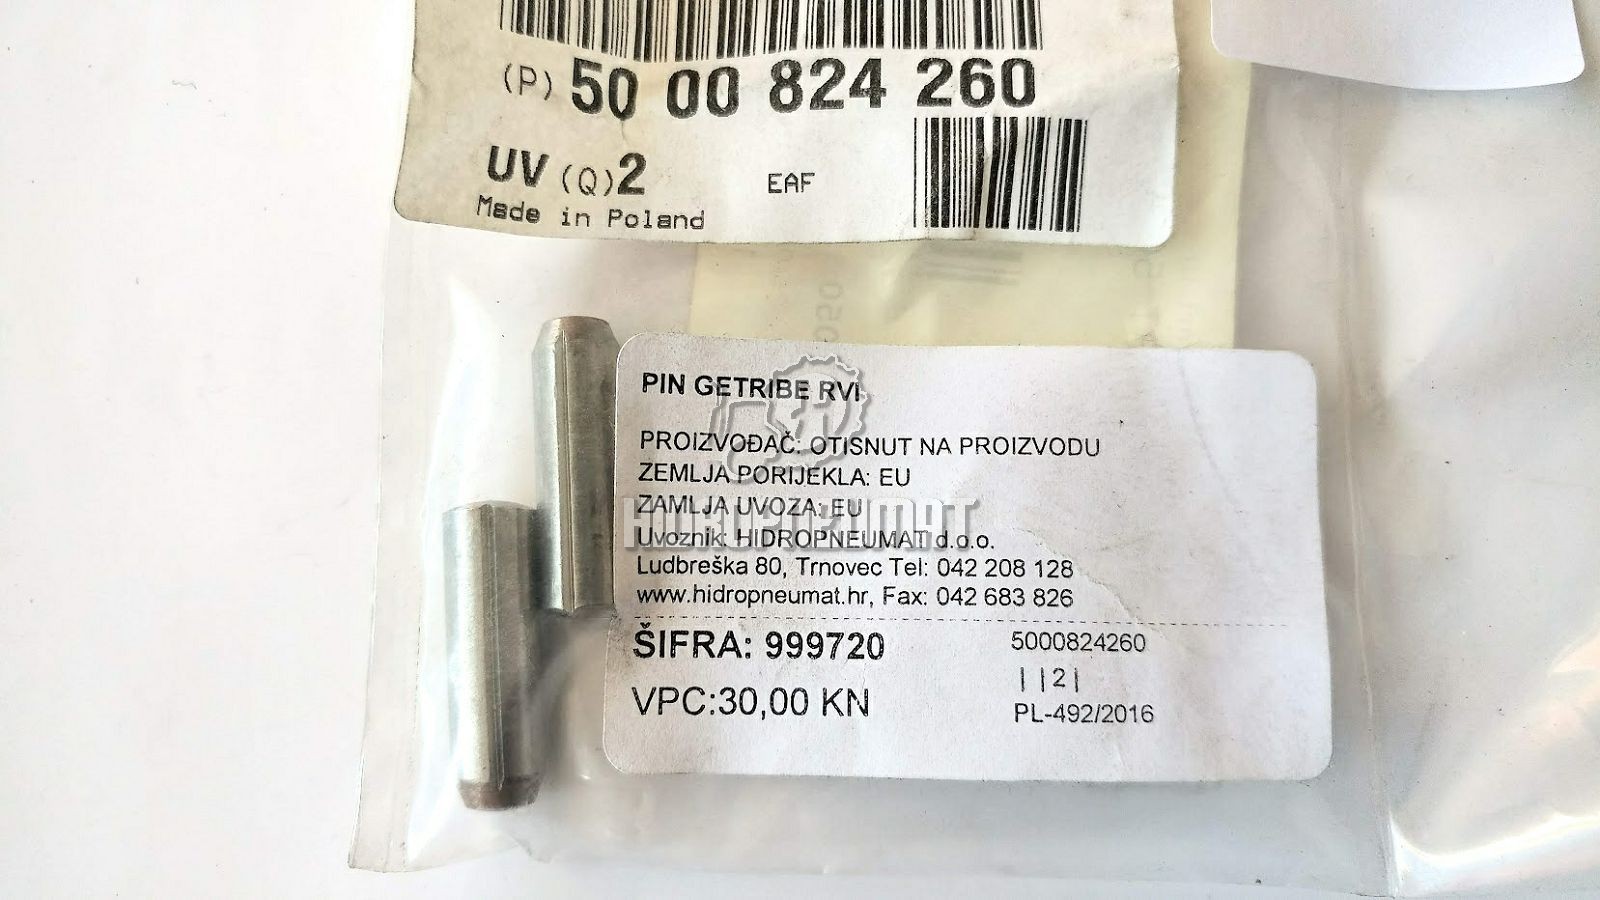 (P) 50 00 824 260
UV (Q)2 EAF
Made in Poland
PIN GETRIBE RVI
PROIZVOĐAČ: OTISNUT NA PROIZVODU
ZEMLJA PORIJEKLA: EU
ZAMLJA UVOZA: EU
HIDROPNEUMAT
Uvoznik: HIDROPNEUMAT d.o.o.
Ludbreška 80, Trnovec Tel: 042 208 128
www.hidropneumat.hr, Fax: 042 683 826
ŠIFRA: 999720 5000824260
| |2|
VPC:30,00 KN PL-492/2016